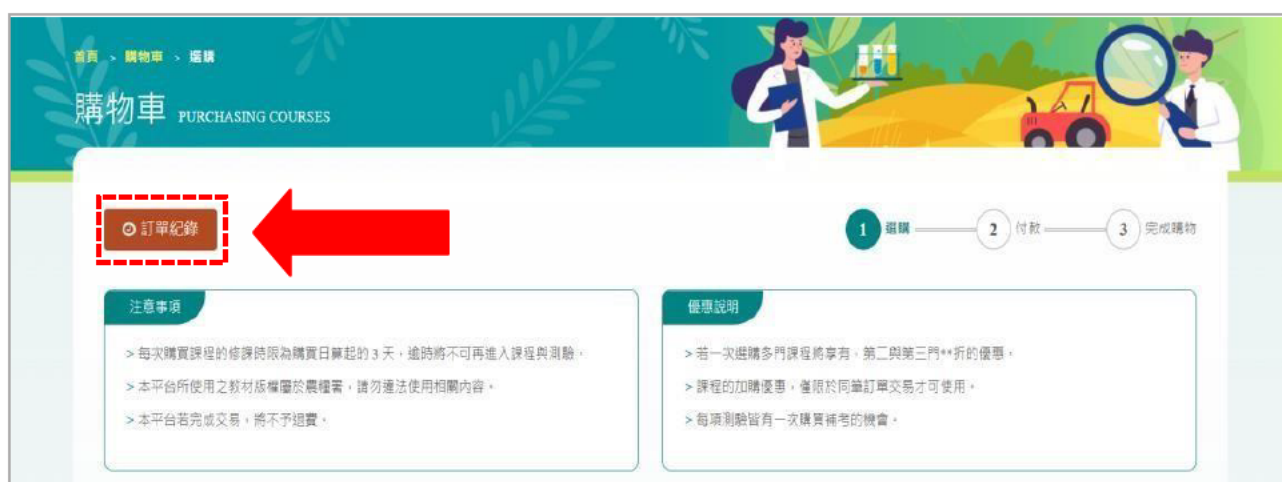 首頁 > 購物車 > 選購
購物車 PURCHASING COURSES
訂單紀錄
1 選購 2 付款 3 完成購物
注意事項
> 每次購買課程的修課時限為購買日算起的 3 天，逾時將不可再進入課程與測驗。
> 本平台所使用之教材版權屬於農糧署，請勿違法使用相關內容。
> 本平台若完成交易，將不予退費。
優惠說明
> 若一次選購多門課程將享有，第二與第三門**折的優惠。
> 課程的加購優惠，僅限於同筆訂單交易才可使用。
> 每項測驗皆有一次購買補考的機會。